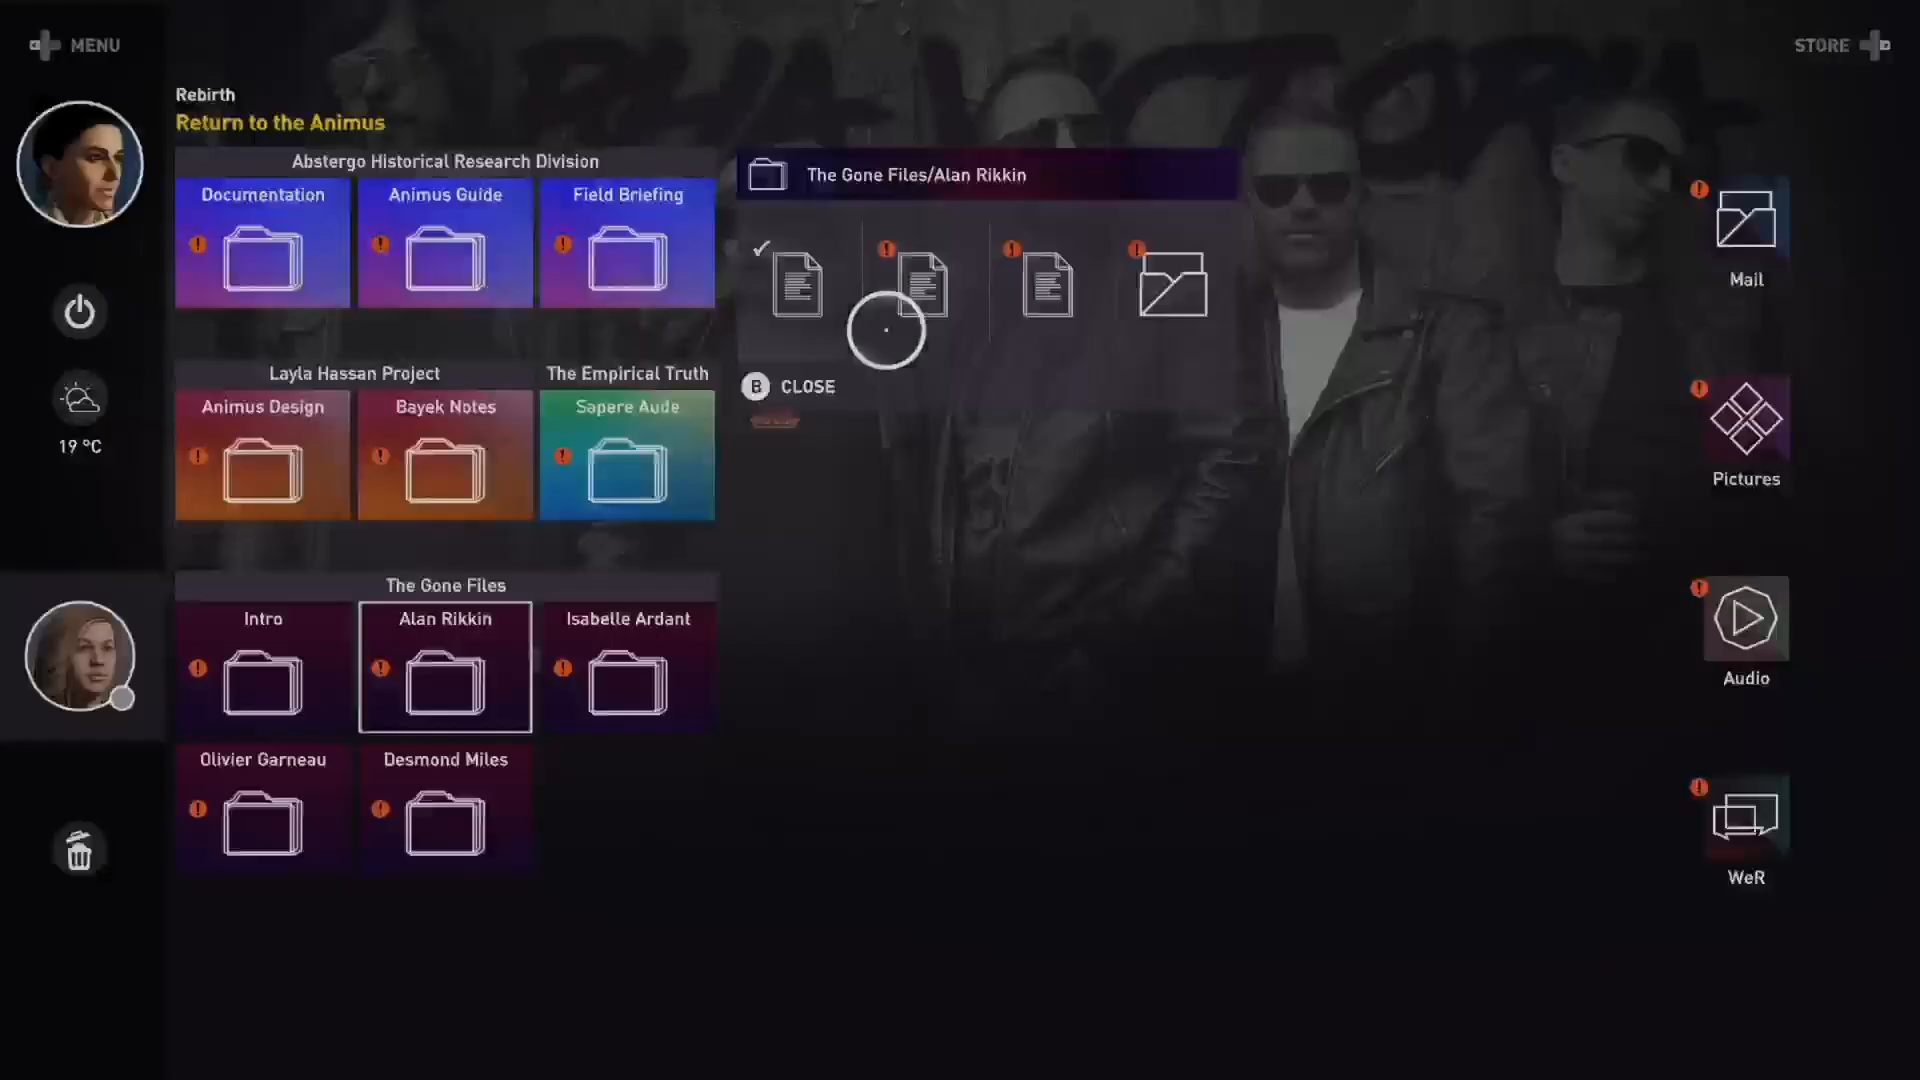 MENU
STORE
Rebirth
Return to the Animus
Abstergo Historical Research Division
Documentation
Animus Guide
Field Briefing
The Gone Files/Alan Rikkin
Mail
B CLOSE
Layla Hassan Project
The Empirical Truth
Animus Design
Bayek Notes
Sapere Aude
19 °C
Pictures
The Gone Files
Intro
Alan Rikkin
Isabelle Ardant
Audio
Olivier Garneau
Desmond Miles
WeR